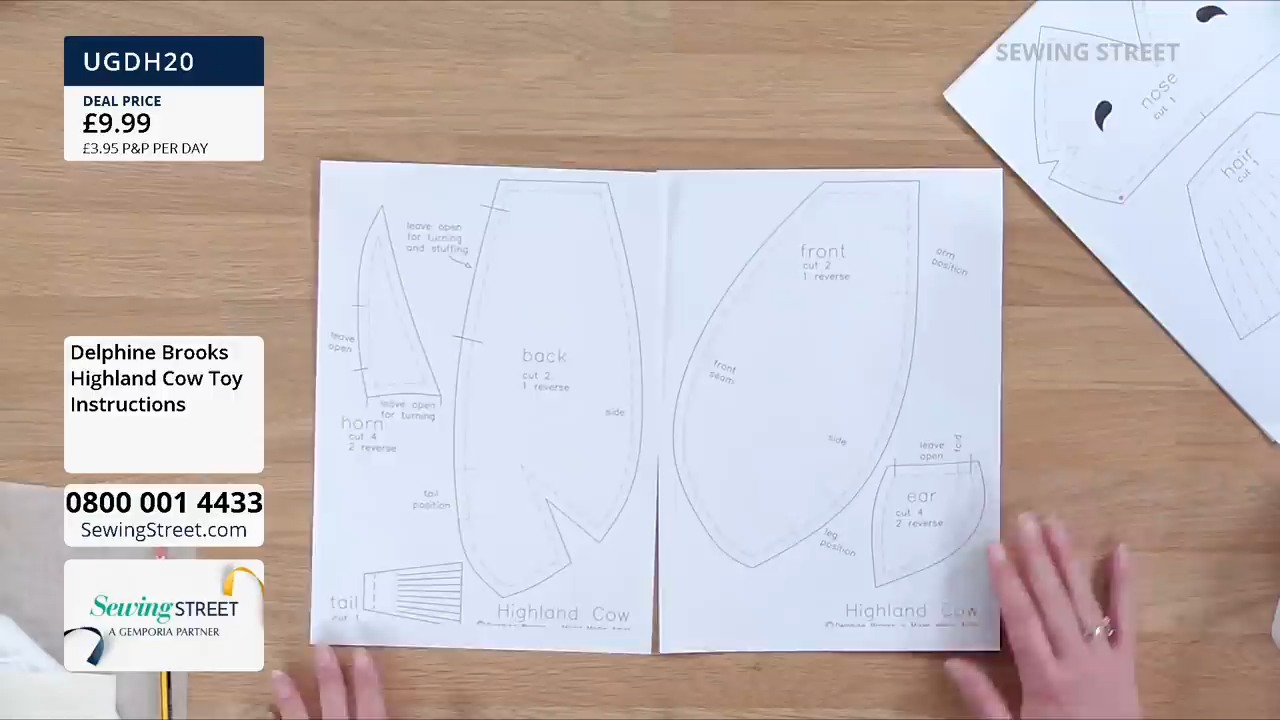 UGDH20
DEAL PRICE
£9.99
£3.95 P&P PER DAY
Delphine Brooks
Highland Cow Toy
Instructions
0800 001 4433
SewingStreet.com
Sewing STREET
A GEMPORIA PARTNER
SEWING STREET
leave open
for turning
and stuffing
leave
open
leave open
for turning
horn
cut 4
2 reverse
back
cut 2
1 reverse
side
tail
position
tail
cut 1
Highland Cow
front
cut 2
1 reverse
arm
position
front
seam
side
leave
open
fold
ear
cut 4
2 reverse
leg
position
Highland Cow
nose
cut 1
hair
cut 1